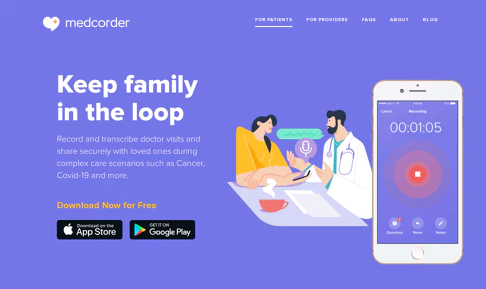 medcorder
FOR PATIENTS
FOR PROVIDERS
FAQS
ABOUT
BLOG
Keep family
in the loop
Record and transcribe doctor visits and
share securely with loved ones during
complex care scenarios such as Cancer,
Covid-19 and more.
Download Now for Free
Download on the
App Store
GET IT ON
Google Play
Cancel
Recording
00:01:05
Questions
Notes